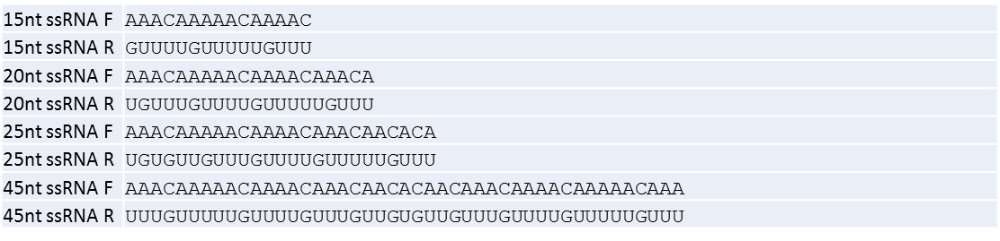 15nt ssRNA F AAACAAAAACAAAAC
15nt ssRNA R GUUUUGUUUUUGUUU
20nt ssRNA F AAACAAAAACAAAACAAACA
20nt ssRNA R UGUUUGUUUUGUUUUUGUUU
25nt ssRNA F AAACAAAAACAAAACAAACAACACA
25nt ssRNA R UGUGUUGUUUGUUUUGUUUUUGUUU
45nt ssRNA F AAACAAAAACAAAACAAACAACACAACAAACAAAACAAAAACAAA
45nt ssRNA R UUUGUUUUUGUUUUGUUUGUUGUGUUGUUUGUUUUGUUUUUGUUU